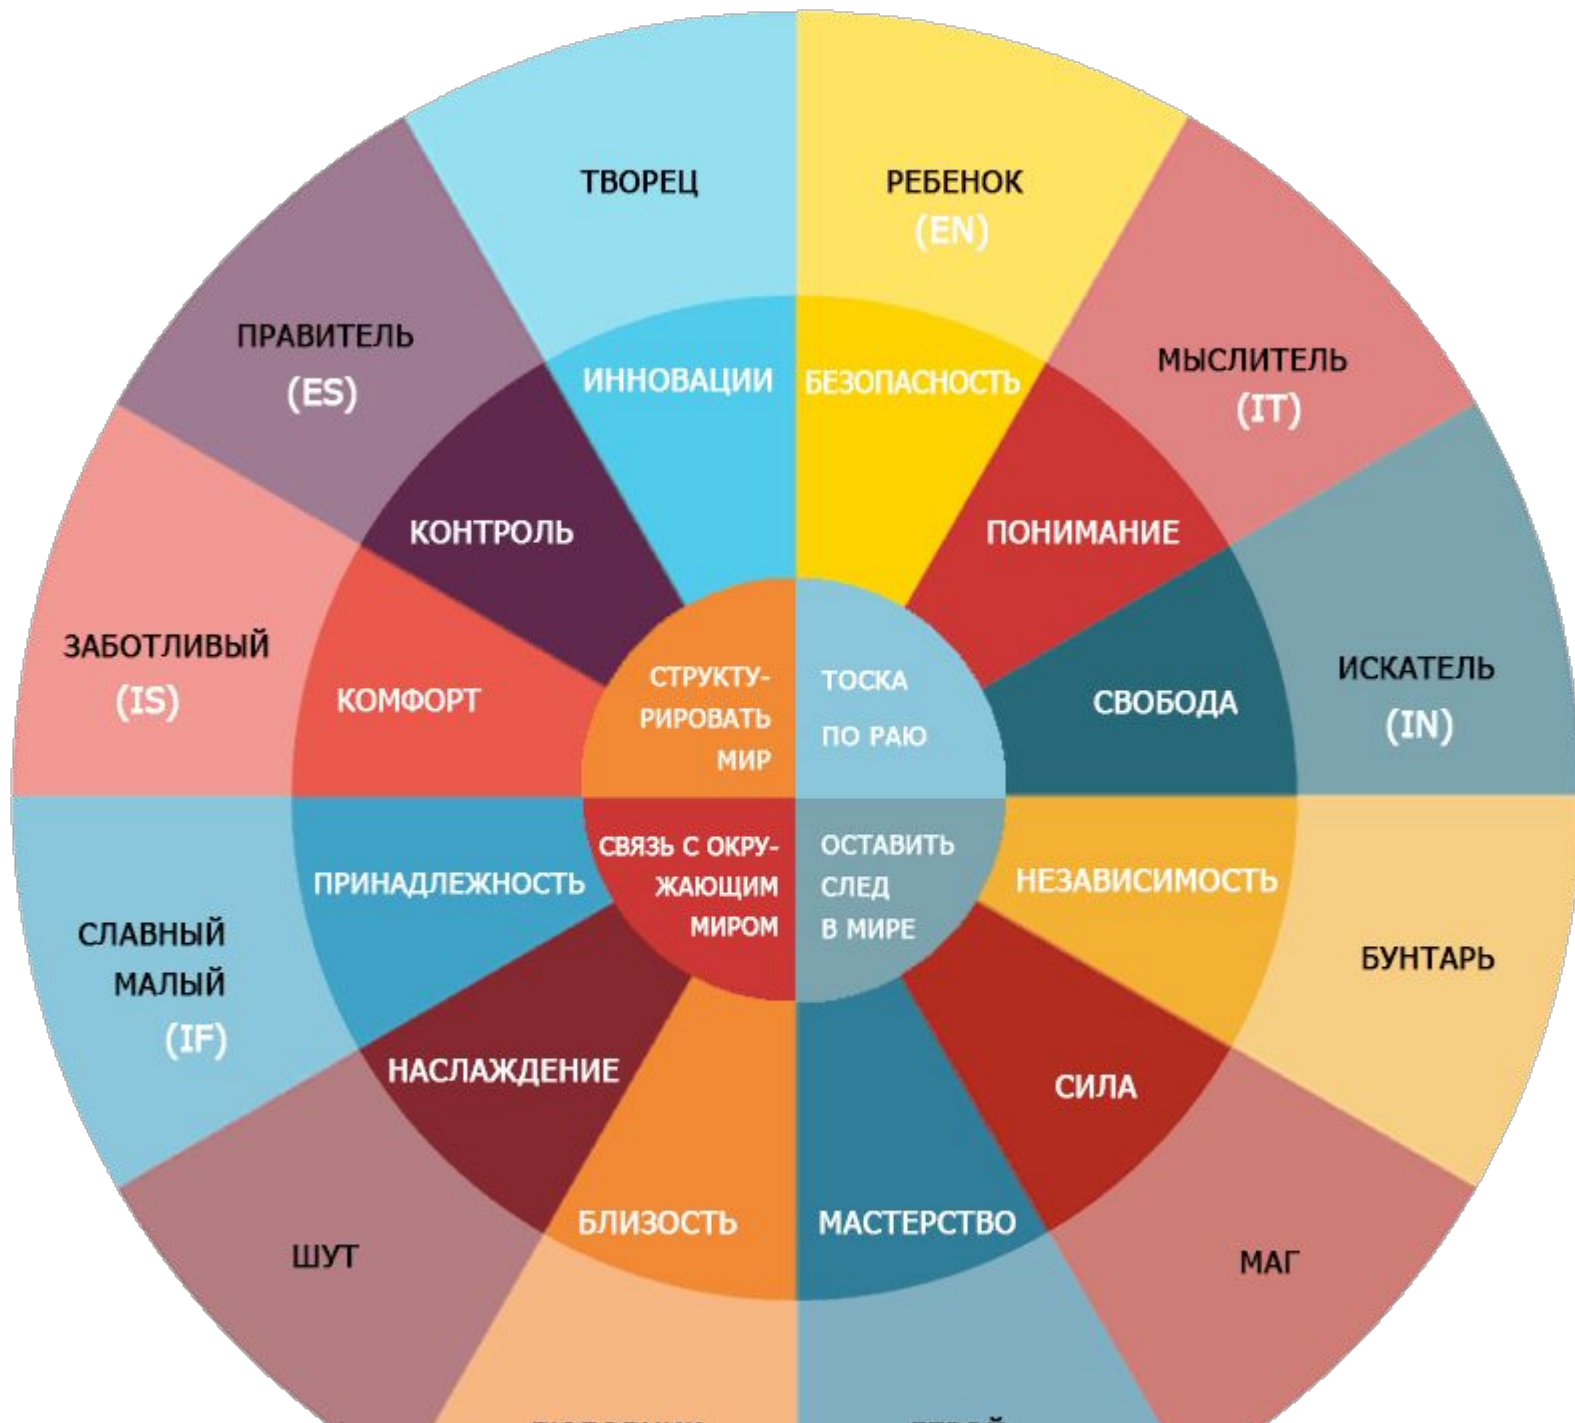 ТВОРЕЦ
РЕБЕНОК
(EN)
ПРАВИТЕЛЬ
(ES)
МЫСЛИТЕЛЬ
(IT)
ИННОВАЦИИ
БЕЗОПАСНОСТЬ
КОНТРОЛЬ
ПОНИМАНИЕ
ЗАБОТЛИВЫЙ
(IS)
КОМФОРТ
СТРУКТУ-
РИРОВАТЬ
МИР
ТОСКА
ПО РАЮ
СВОБОДА
ИСКАТЕЛЬ
(IN)
СЛАВНЫЙ
МАЛЫЙ
(IF)
ПРИНАДЛЕЖНОСТЬ
СВЯЗЬ С ОКРУ-
ЖАЮЩИМ
МИРОМ
ОСТАВИТЬ
СЛЕД
В МИРЕ
НЕЗАВИСИМОСТЬ
БУНТАРЬ
НАСЛАЖДЕНИЕ
СИЛА
БЛИЗОСТЬ
МАСТЕРСТВО
ШУТ
МАГ